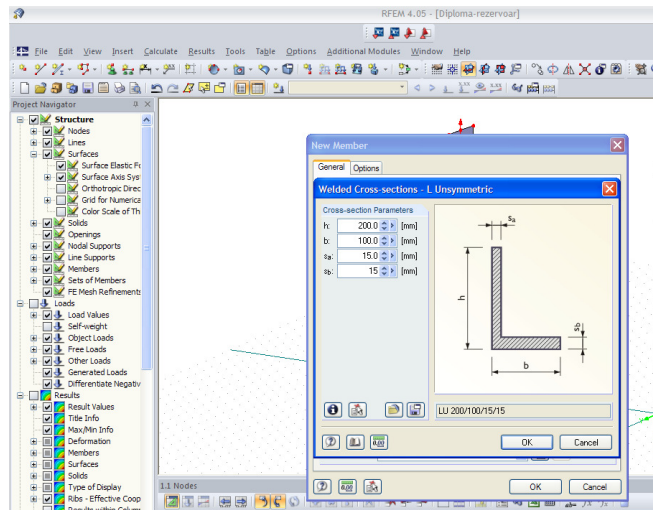 RFEM 4.05 - [Diploma-rezervoar]
File Edit View Insert Calculate Results Tools Table Options Additional Modules Window Help
Project Navigator
Structure
Nodes
Lines
Surfaces
Surface Elastic Fo
Surface Axis Sys
Orthotropic Direc
Grid for Numerica
Color Scale of Th
Solids
Openings
Nodal Supports
Line Supports
Members
Sets of Members
FE Mesh Refinements
Loads
Load Values
Self-weight
Object Loads
Free Loads
Other Loads
Generated Loads
Differentiate Negativ
Results
Result Values
Title Info
Max/Min Info
Deformation
Members
Surfaces
Solids
Type of Display
Ribs - Effective Coop
Results within Column
New Member
General Options
Welded Cross-sections - L Unsymmetric
Cross-section Parameters
h: 200.0 [mm]
b: 100.0 [mm]
sa: 15.0 [mm]
sb: 15 [mm]
sa
h
sb
b
LU 200/100/15/15
OK Cancel
OK Cancel
1.1 Nodes